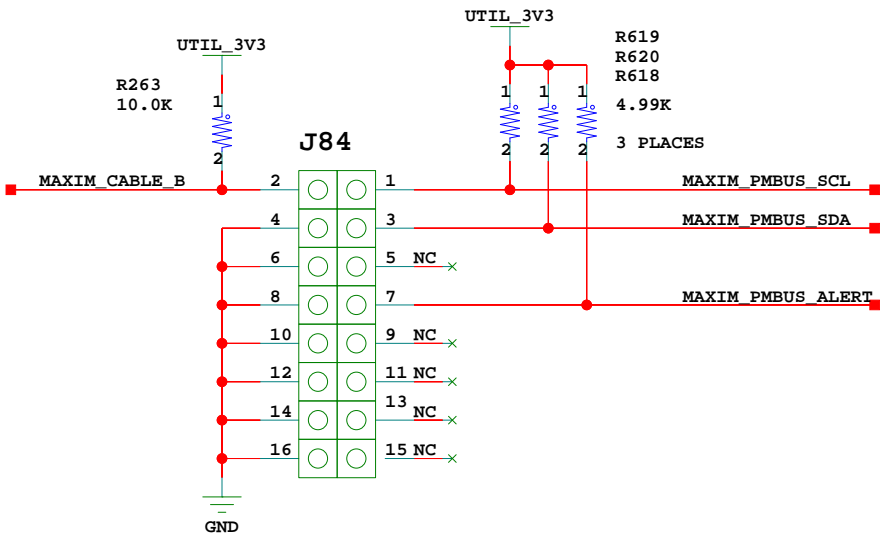 UTIL_3V3
UTIL_3V3
R619
R620
R618
R263
10.0K
1
2
1
1
1
4.99K
3 PLACES
2
2
2
J84
MAXIM_CABLE_B
2
1
MAXIM_PMBUS_SCL
4
3
MAXIM_PMBUS_SDA
6
5 NC
8
7
MAXIM_PMBUS_ALERT
10
9 NC
12
11 NC
14
13
NC
16
15 NC
GND